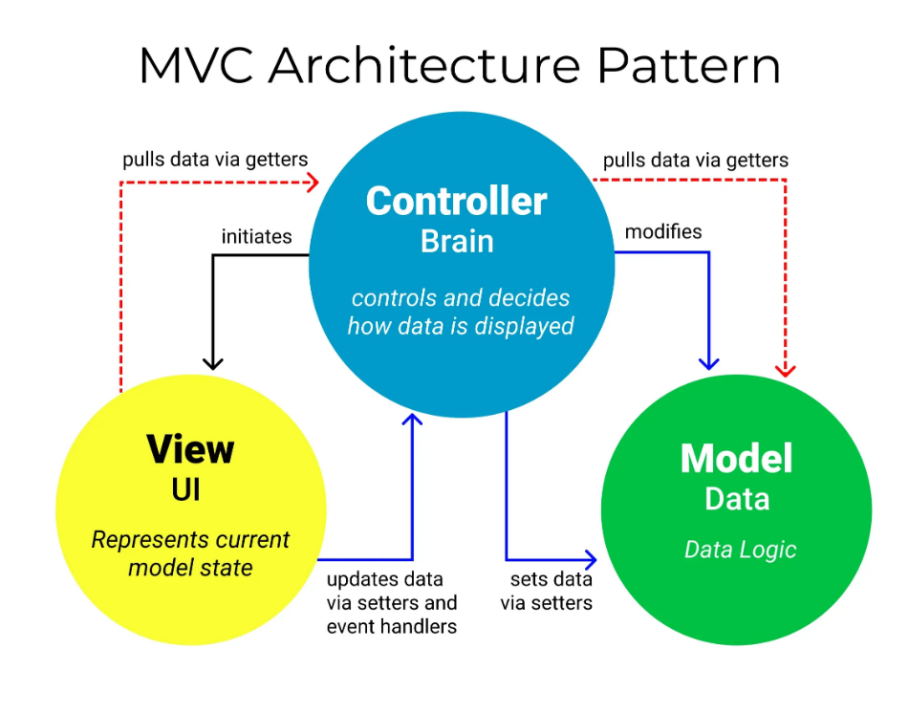 MVC Architecture Pattern
pulls data via getters
pulls data via getters
Controller
Brain
controls and decides
how data is displayed
initiates
modifies
View
UI
Represents current
model state
Model
Data
Data Logic
updates data
via setters and
event handlers
sets data
via setters